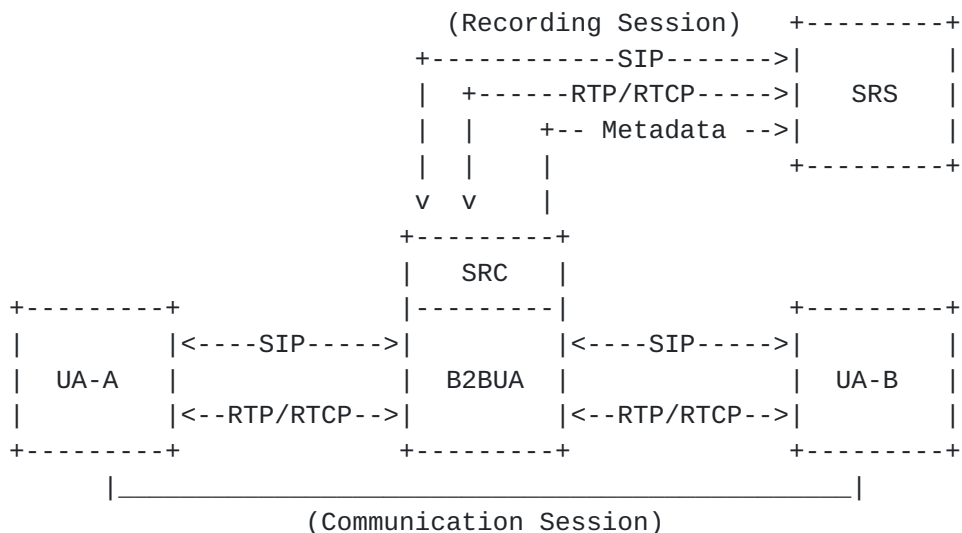 (Recording Session) +---------+
+------------SIP------->| |
| +------RTP/RTCP----->| SRS |
| | +-- Metadata -->| |
| | | +---------+
v v |
+---------+
| SRC |
+---------+ |---------| +---------+
| |<----SIP----->| |<----SIP----->| |
| UA-A | | B2BUA | | UA-B |
| |<--RTP/RTCP-->| |<--RTP/RTCP-->| |
+---------+ +---------+ +---------+
|_______________________________________________|
(Communication Session)